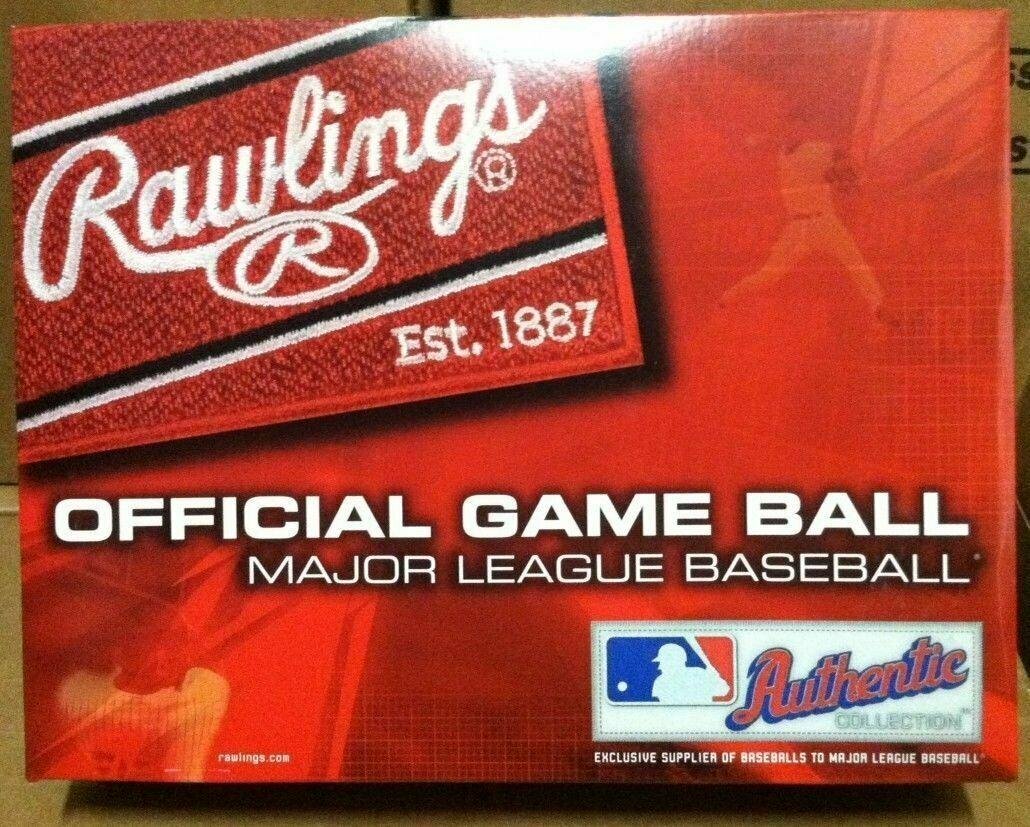 Rawlings®
R
Est. 1887
OFFICIAL GAME BALL
MAJOR LEAGUE BASEBALL
Authentic
COLLECTION™
rawlings.com
EXCLUSIVE SUPPLIER OF BASEBALLS TO MAJOR LEAGUE BASEBALL